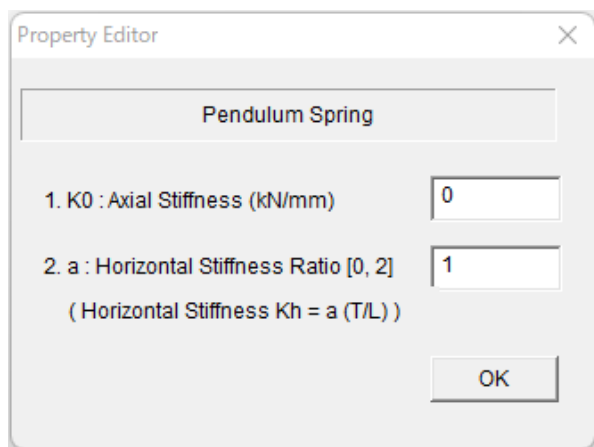 Property Editor
Pendulum Spring
1. K0 : Axial Stiffness (kN/mm)
0
2. a : Horizontal Stiffness Ratio [0, 2]
1
( Horizontal Stiffness Kh = a (T/L) )
OK